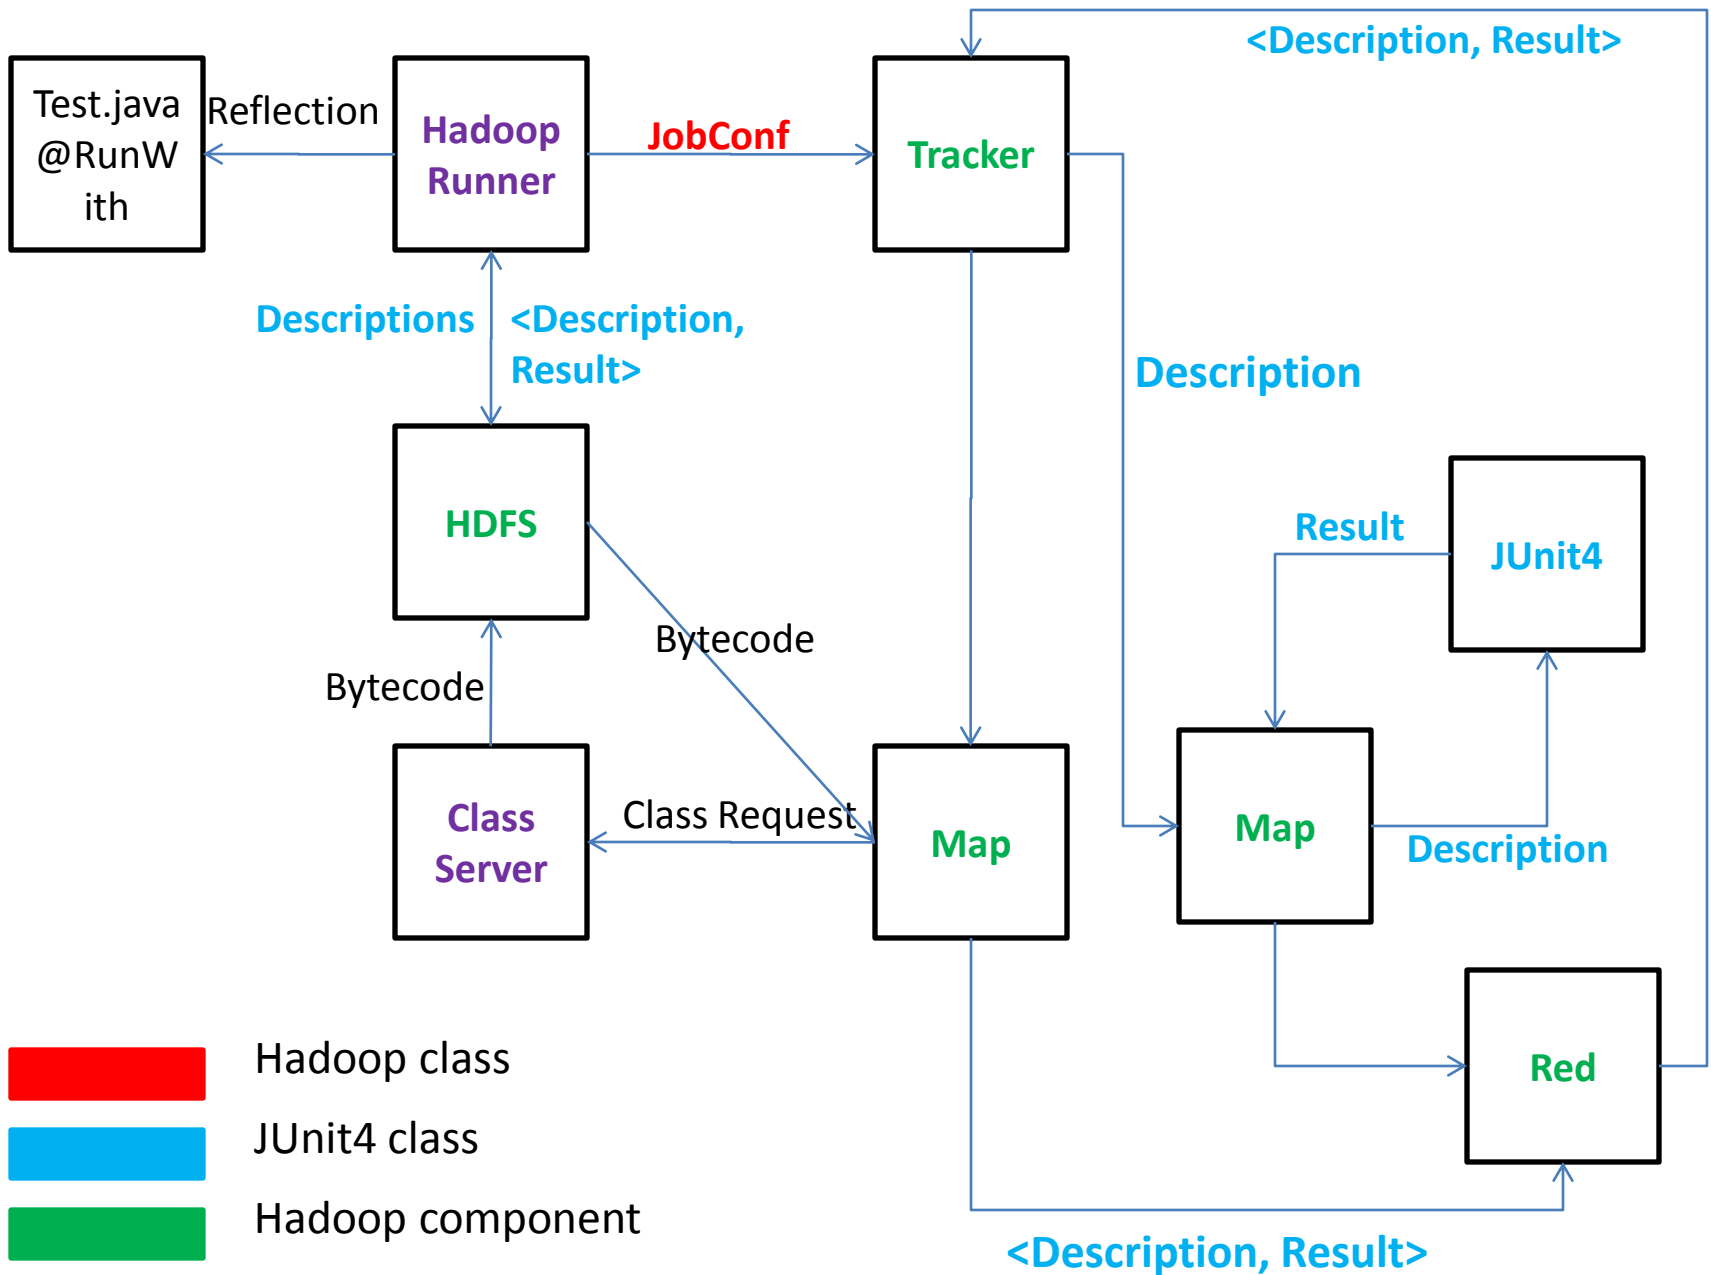 <Description, Result>
Test.java
@RunW
ith
Reflection
Hadoop
Runner
JobConf
Tracker
Descriptions
<Description,
Result>
Description
HDFS
Result
JUnit4
Bytecode
Bytecode
Class
Server
Class Request
Map
Map
Description
Red
Hadoop class
JUnit4 class
Hadoop component
<Description, Result>